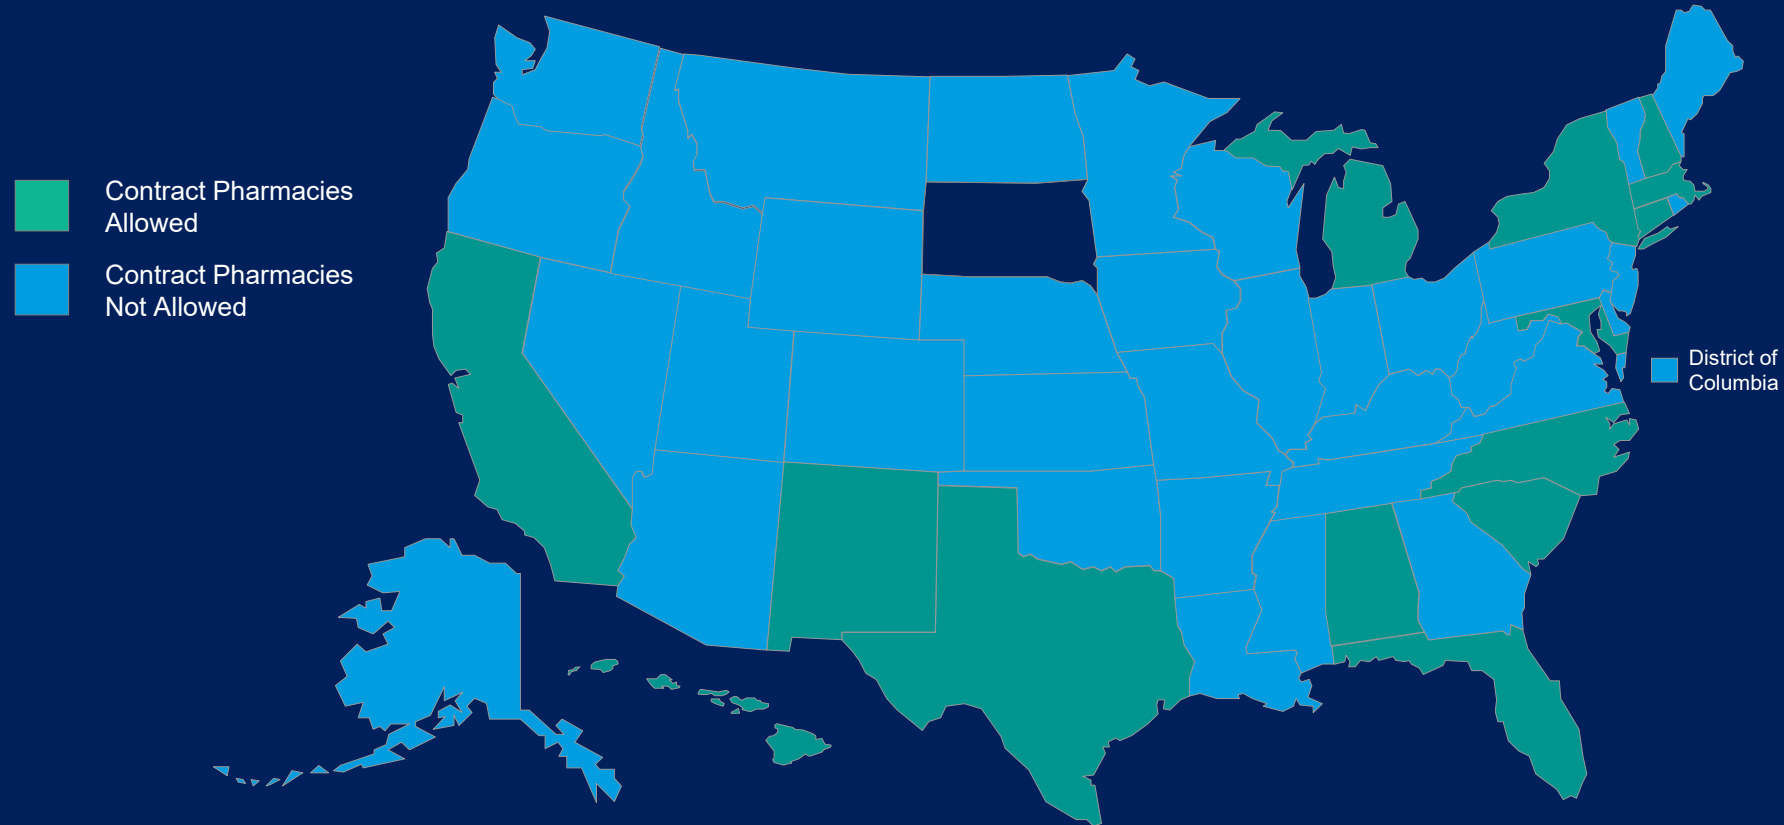 Contract Pharmacies
Allowed
Contract Pharmacies
Not Allowed
District of
Columbia